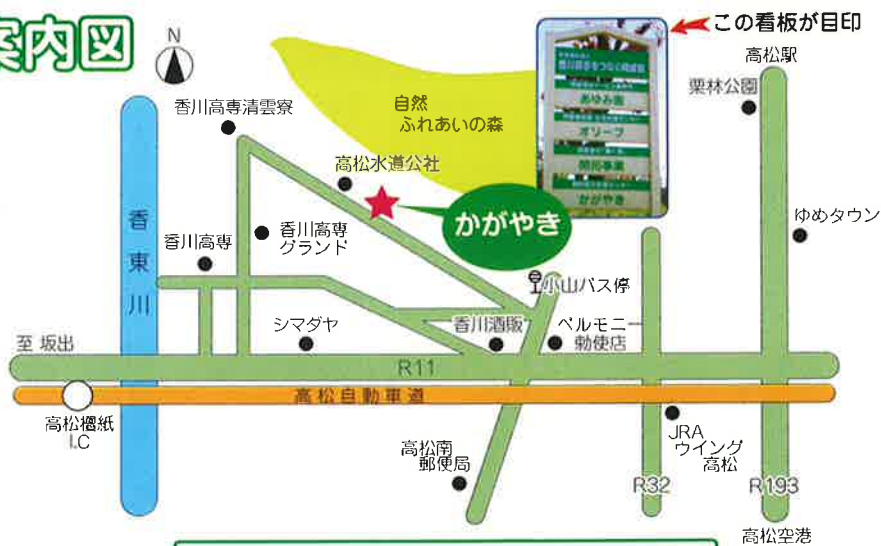 案内図
この看板が目印
N
高松駅
栗林公園
自然
ふれあいの森
あゆみ園
オリーブ
開拓事業
かがやき
香川高専清雲寮
高松水道公社
かがやき
ゆめタウン
香川高専
グランド
香川高専
香東川
小山バス停
シマダヤ
香川酒販
ベルモニー
勅使店
至 坂出
R11
高松自動車道
高松檀紙
I.C
高松南
郵便局
JRA
ウイング
高松
R32
R193
高松空港